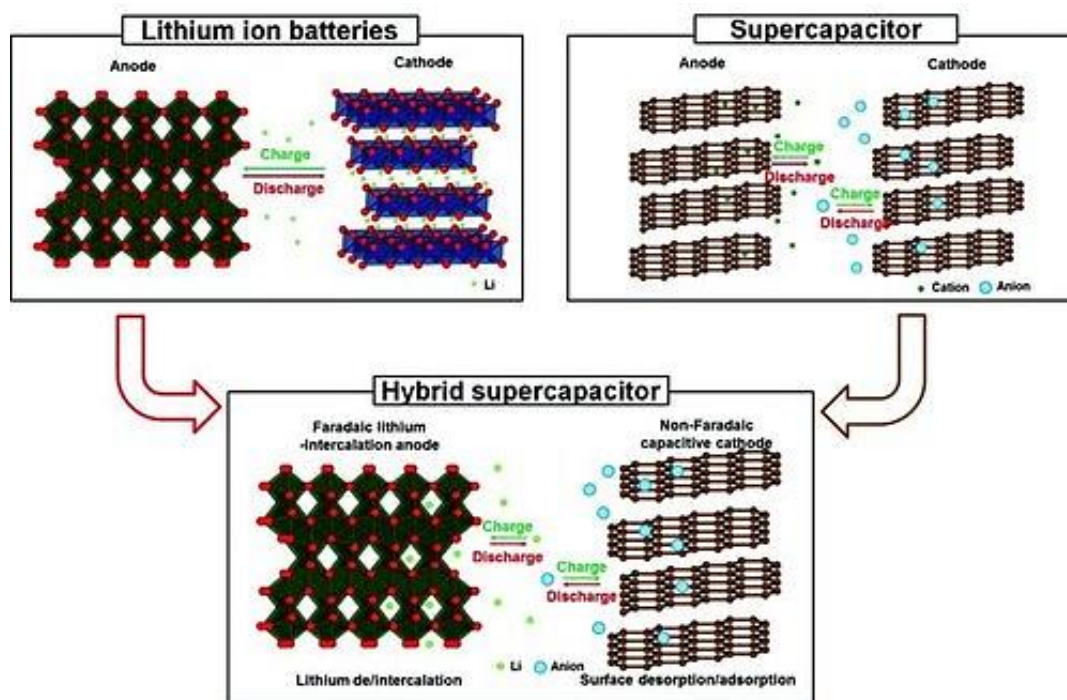 Lithium ion batteries
Anode
Cathode
Charge
Discharge
Li
Supercapacitor
Anode
Cathode
Charge
Discharge
Charge
Discharge
Cation
Anion
Hybrid supercapacitor
Faradaic lithium
-intercalation anode
Non-Faradaic
capacitive cathode
Charge
Discharge
Charge
Discharge
Li
Anion
Lithium de/intercalation
Surface desorption/adsorption